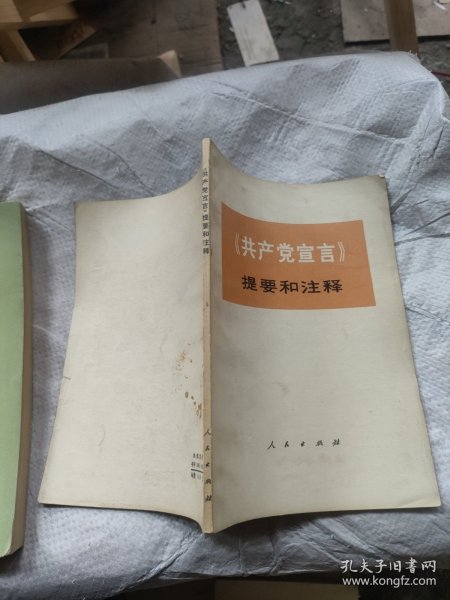 《共产党宣言》
提要和注释
人民出版社
《共产党宣言》提要和注释
人民出版社
孔夫子旧书网
www.kongfz.com